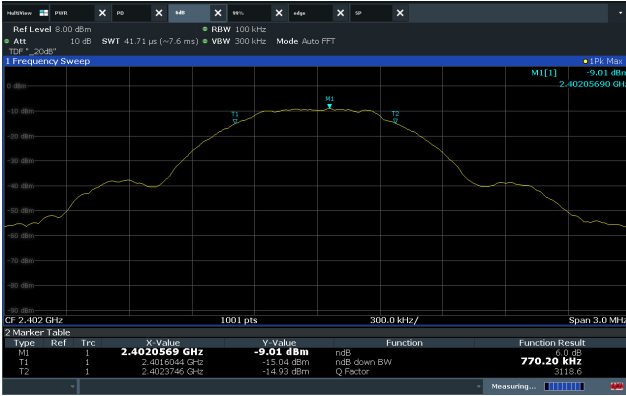 MultiView PWR X PB X ndB X 99% X edge X SP X
Ref Level 8.00 dBm RBW 100 kHz
Att 10 dB SWT 41.71 µs (~7.6 ms) VBW 300 kHz Mode Auto FFT
TDF "_20dB"
1 Frequency Sweep 1Pk Max
M1[1] -9.01 dBm
2.40205690 GHz
0 dBm
M1
-10 dBm
T1 T2
-20 dBm
-30 dBm
-40 dBm
-50 dBm
-60 dBm
-70 dBm
-80 dBm
-90 dBm
CF 2.402 GHz 1001 pts 300.0 kHz/ Span 3.0 MHz
2 Marker Table
Type Ref Trc X-Value Y-Value Function Function Result
M1 1 2.4020569 GHz -9.01 dBm ndB 6.0 dB
T1 1 2.4016044 GHz -15.04 dBm ndB down BW 770.20 kHz
T2 1 2.4023746 GHz -14.93 dBm Q Factor 3118.6
Measuring...